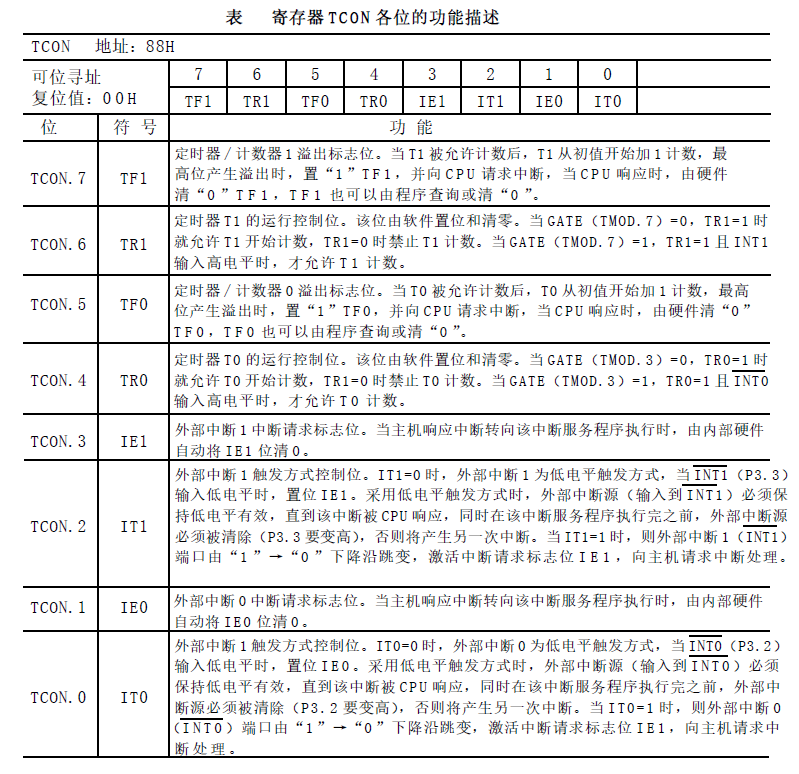 表 寄存器TCON各位的功能描述
TCON 地址：88H
可位寻址 7 6 5 4 3 2 1 0
复位值：00H TF1 TR1 TF0 TR0 IE1 IT1 IE0 IT0
位 符号 功能
TCON.7 TF1
定时器/计数器1溢出标志位。当T1被允许计数后，T1从初值开始加1计数，最
高位产生溢出时，置“1”TF1，并向CPU请求中断，当CPU响应时，由硬件
清“0”TF1，TF1也可以由程序查询或清“0”。
TCON.6 TR1
定时器T1的运行控制位。该位由软件置位和清零。当GATE（TMOD.7）=0，TR1=1时
就允许T1开始计数，TR1=0时禁止T1计数。当GATE（TMOD.7）=1，TR1=1且INT1
输入高电平时，才允许T1计数。
TCON.5 TF0
定时器/计数器0溢出标志位。当T0被允许计数后，T0从初值开始加1计数，最高
位产生溢出时，置“1”TF0，并向CPU请求中断，当CPU响应时，由硬件清“0”
TF0，TF0也可以由程序查询或清“0”。
TCON.4 TR0
定时器T0的运行控制位。该位由软件置位和清零。当GATE（TMOD.3）=0，TR0=1时
就允许T0开始计数，TR1=0时禁止T0计数。当GATE（TMOD.3）=1，TR0=1且INT0
输入高电平时，才允许T0计数。
TCON.3 IE1
外部中断1中断请求标志位。当主机响应中断转向该中断服务程序执行时，由内部硬件
自动将IE1位清0。
TCON.2 IT1
外部中断1触发方式控制位。IT1=0时，外部中断1为低电平触发方式，当INT1（P3.3）
输入低电平时，置位IE1。采用低电平触发方式时，外部中断源（输入到INT1）必须保
持低电平有效，直到该中断被CPU响应，同时在该中断服务程序执行完之前，外部中断源
必须被清除（P3.3要变高），否则将产生另一次中断。当IT1=1时，则外部中断1（INT1）
端口由“1”→“0”下降沿跳变，激活中断请求标志位IE1，向主机请求中断处理。
TCON.1 IE0
外部中断0中断请求标志位。当主机响应中断转向该中断服务程序执行时，由内部硬件
自动将IE0位清0。
TCON.0 IT0
外部中断1触发方式控制位。IT0=0时，外部中断0为低电平触发方式，当INT0（P3.2）
输入低电平时，置位IE0。采用低电平触发方式时，外部中断源（输入到INT0）必须
保持低电平有效，直到该中断被CPU响应，同时在该中断服务程序执行完之前，外部中
断源必须被清除（P3.2要变高），否则将产生另一次中断。当IT0=1时，则外部中断0
（INT0）端口由“1”→“0”下降沿跳变，激活中断请求标志位IE1，向主机请求中
断处理。